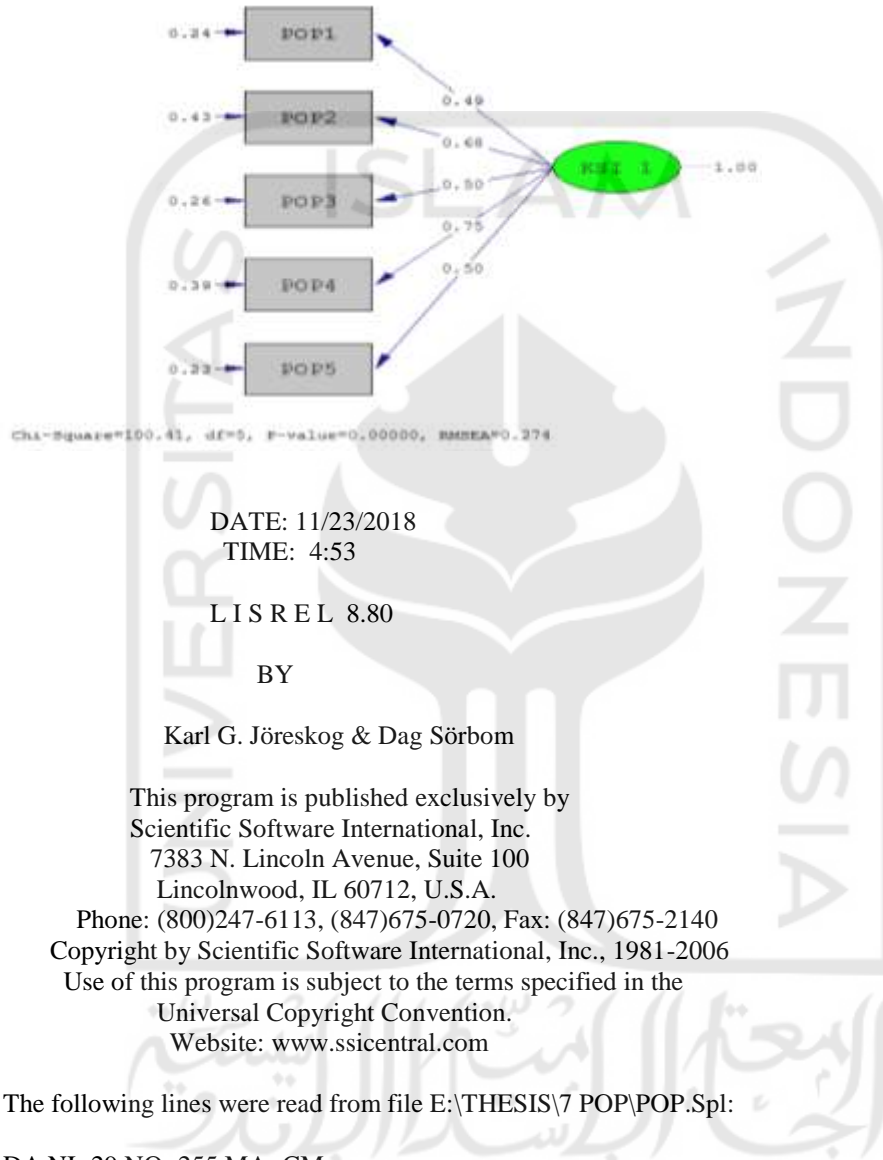 0.24 POP1
0.49
0.43 POP2
0.68
KSI 1 1.00
0.26 POP3
0.50
0.75
0.39 POP4
0.50
0.23 POP5
Chi-Square=100.41, df=5, P-value=0.00000, RMSEA=0.274
ISLAM
UNIVERSITAS
INDONESIA
DATE: 11/23/2018
TIME: 4:53
L I S R E L 8.80
BY
Karl G. Jöreskog & Dag Sörbom
This program is published exclusively by
Scientific Software International, Inc.
7383 N. Lincoln Avenue, Suite 100
Lincolnwood, IL 60712, U.S.A.
Phone: (800)247-6113, (847)675-0720, Fax: (847)675-2140
Copyright by Scientific Software International, Inc., 1981-2006
Use of this program is subject to the terms specified in the
Universal Copyright Convention.
Website: www.ssicentral.com
The following lines were read from file E:\THESIS\7 POP\POP.Spl: